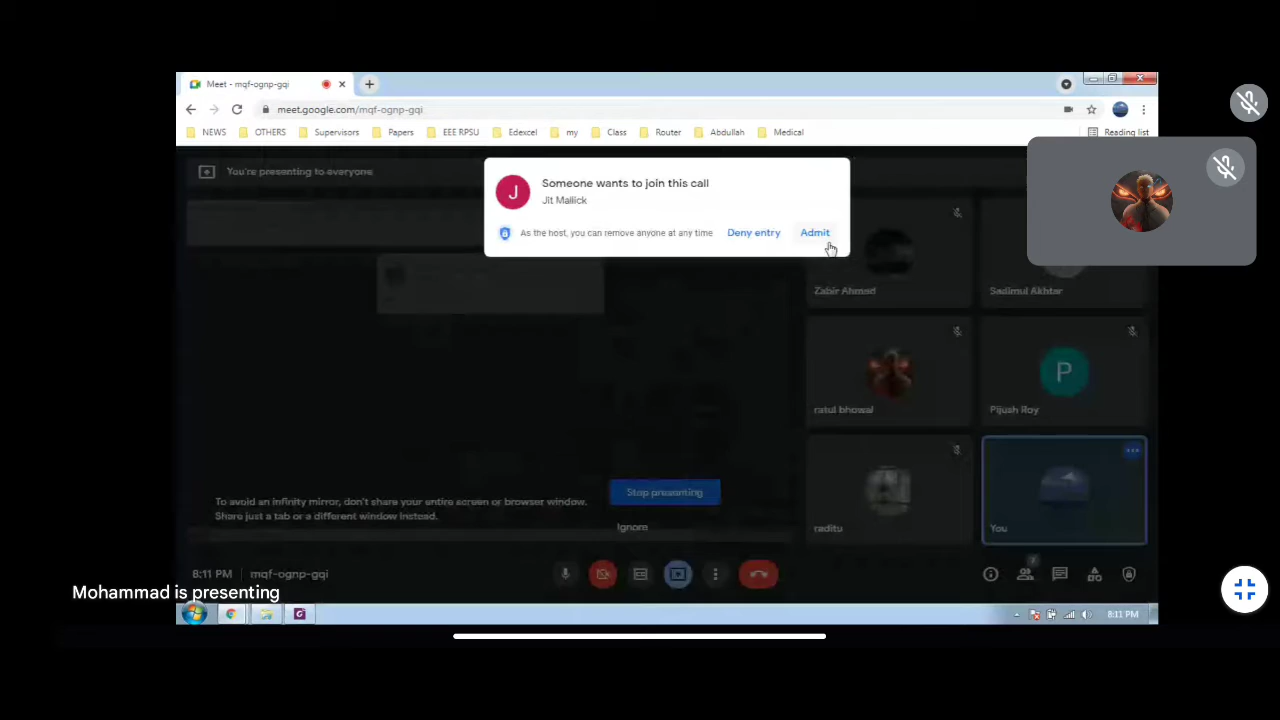 Meet - mqf-ognp-gqi
meet.google.com/mqf-ognp-gqi
NEWS OTHERS Supervisors Papers EEE RPSU Edexcel my Class Router Abdullah Medical Reading list
You're presenting to everyone
J
Someone wants to join this call
Jit Mallick
As the host, you can remove anyone at any time Deny entry Admit
Zabir Ahmed Sadimul Akhtar
P
ratul bhowal Pijush Roy
To avoid an infinity mirror, don't share your entire screen or browser window.
Share just a tab or a different window instead.
Stop presenting
Ignore
raditu You
8:11 PM mqf-ognp-gqi
7
Mohammad is presenting
8:11 PM